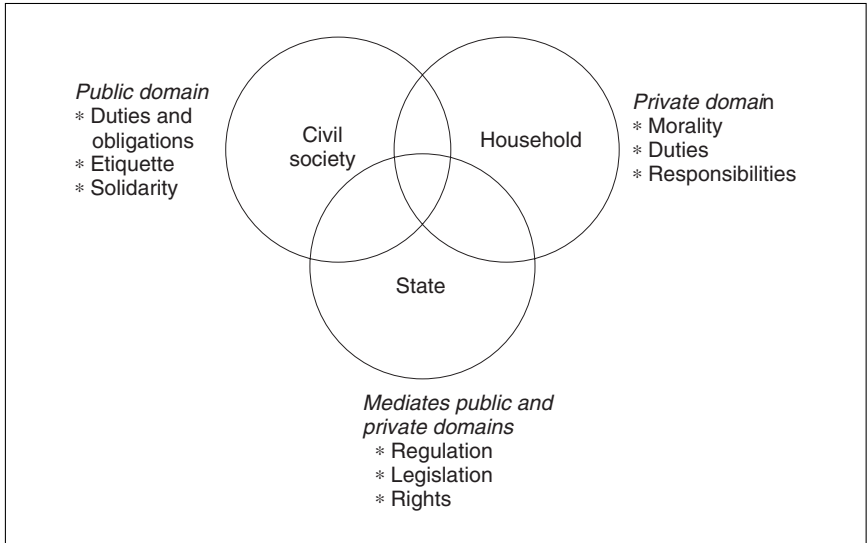 Public domain
* Duties and
obligations
* Etiquette
* Solidarity
Civil
society
Household
Private domain
* Morality
* Duties
* Responsibilities
State
Mediates public and
private domains
* Regulation
* Legislation
* Rights